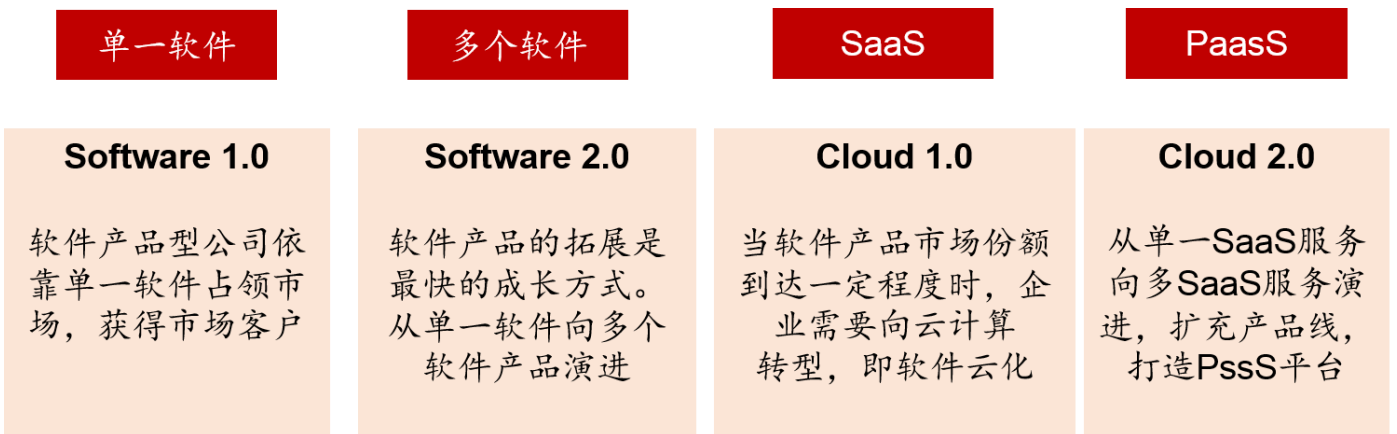 单一软件
多个软件
SaaS
PaasS
Software 1.0
软件产品型公司依
靠单一软件占领市
场，获得市场客户
Software 2.0
软件产品的拓展是
最快的成长方式。
从单一软件向多个
软件产品演进
Cloud 1.0
当软件产品市场份额
到达一定程度时，企
业需要向云计算
转型，即软件云化
Cloud 2.0
从单一SaaS服务
向多SaaS服务演
进，扩充产品线，
打造PssS平台